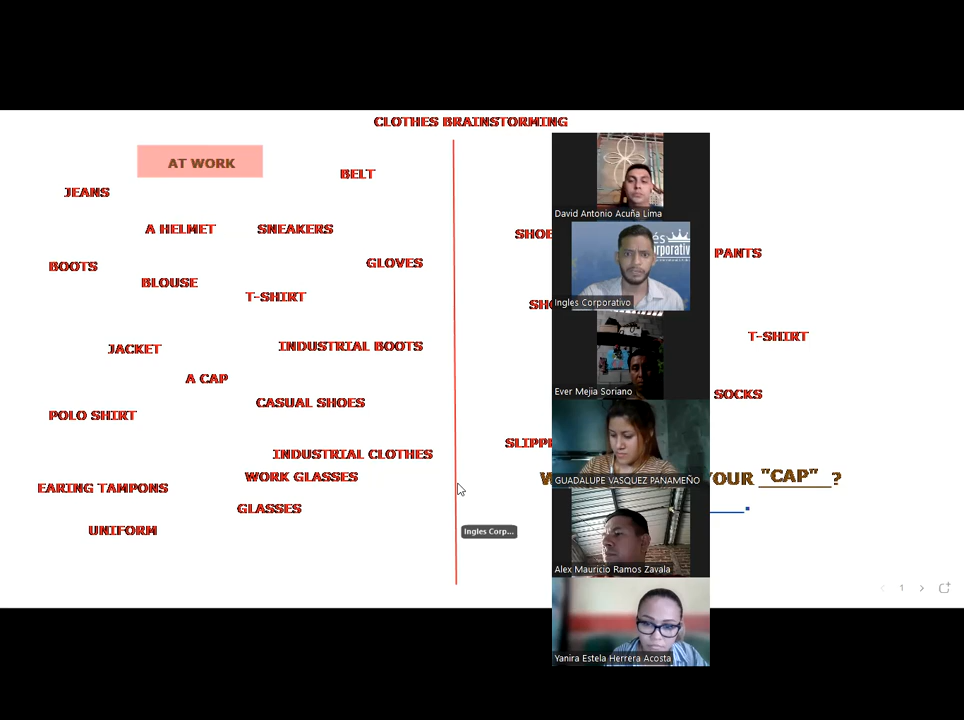 CLOTHES BRAINSTORMING
AT WORK
BELT
JEANS
A HELMET
SNEAKERS
BOOTS
GLOVES
BLOUSE
T-SHIRT
JACKET
INDUSTRIAL BOOTS
A CAP
CASUAL SHOES
POLO SHIRT
INDUSTRIAL CLOTHES
WORK GLASSES
EARING TAMPONS
GLASSES
UNIFORM
Ingles Corp...
PANTS
T-SHIRT
SOCKS
YOUR "CAP" ?
David Antonio Acuña Lima
Ingles Corporativo
Ever Mejia Soriano
GUADALUPE VASQUEZ PANAMEÑO
Alex Mauricio Ramos Zavala
Yanira Estela Herrera Acosta
1